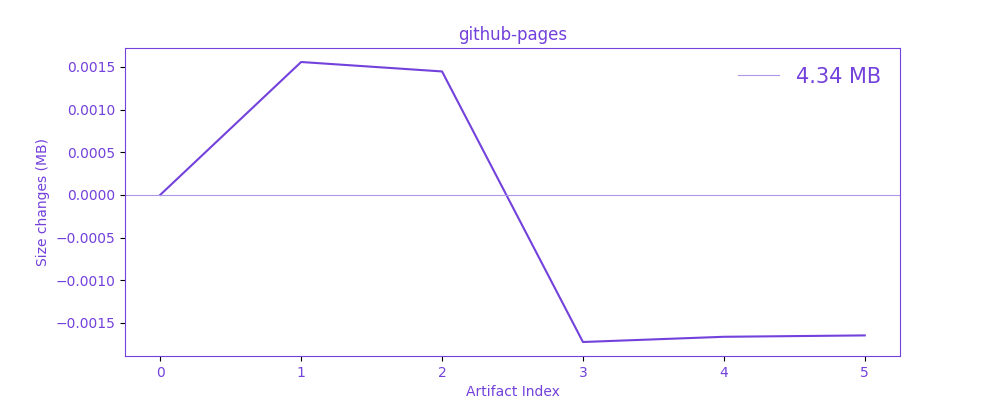 github-pages
4.34 MB
Size changes (MB)
0.0015
0.0010
0.0005
0.0000
−0.0005
−0.0010
−0.0015
0 1 2 3 4 5
Artifact Index